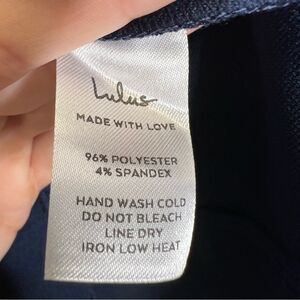 Lulus
MADE WITH LOVE
96% POLYESTER
4% SPANDEX
HAND WASH COLD
DO NOT BLEACH
LINE DRY
IRON LOW HEAT